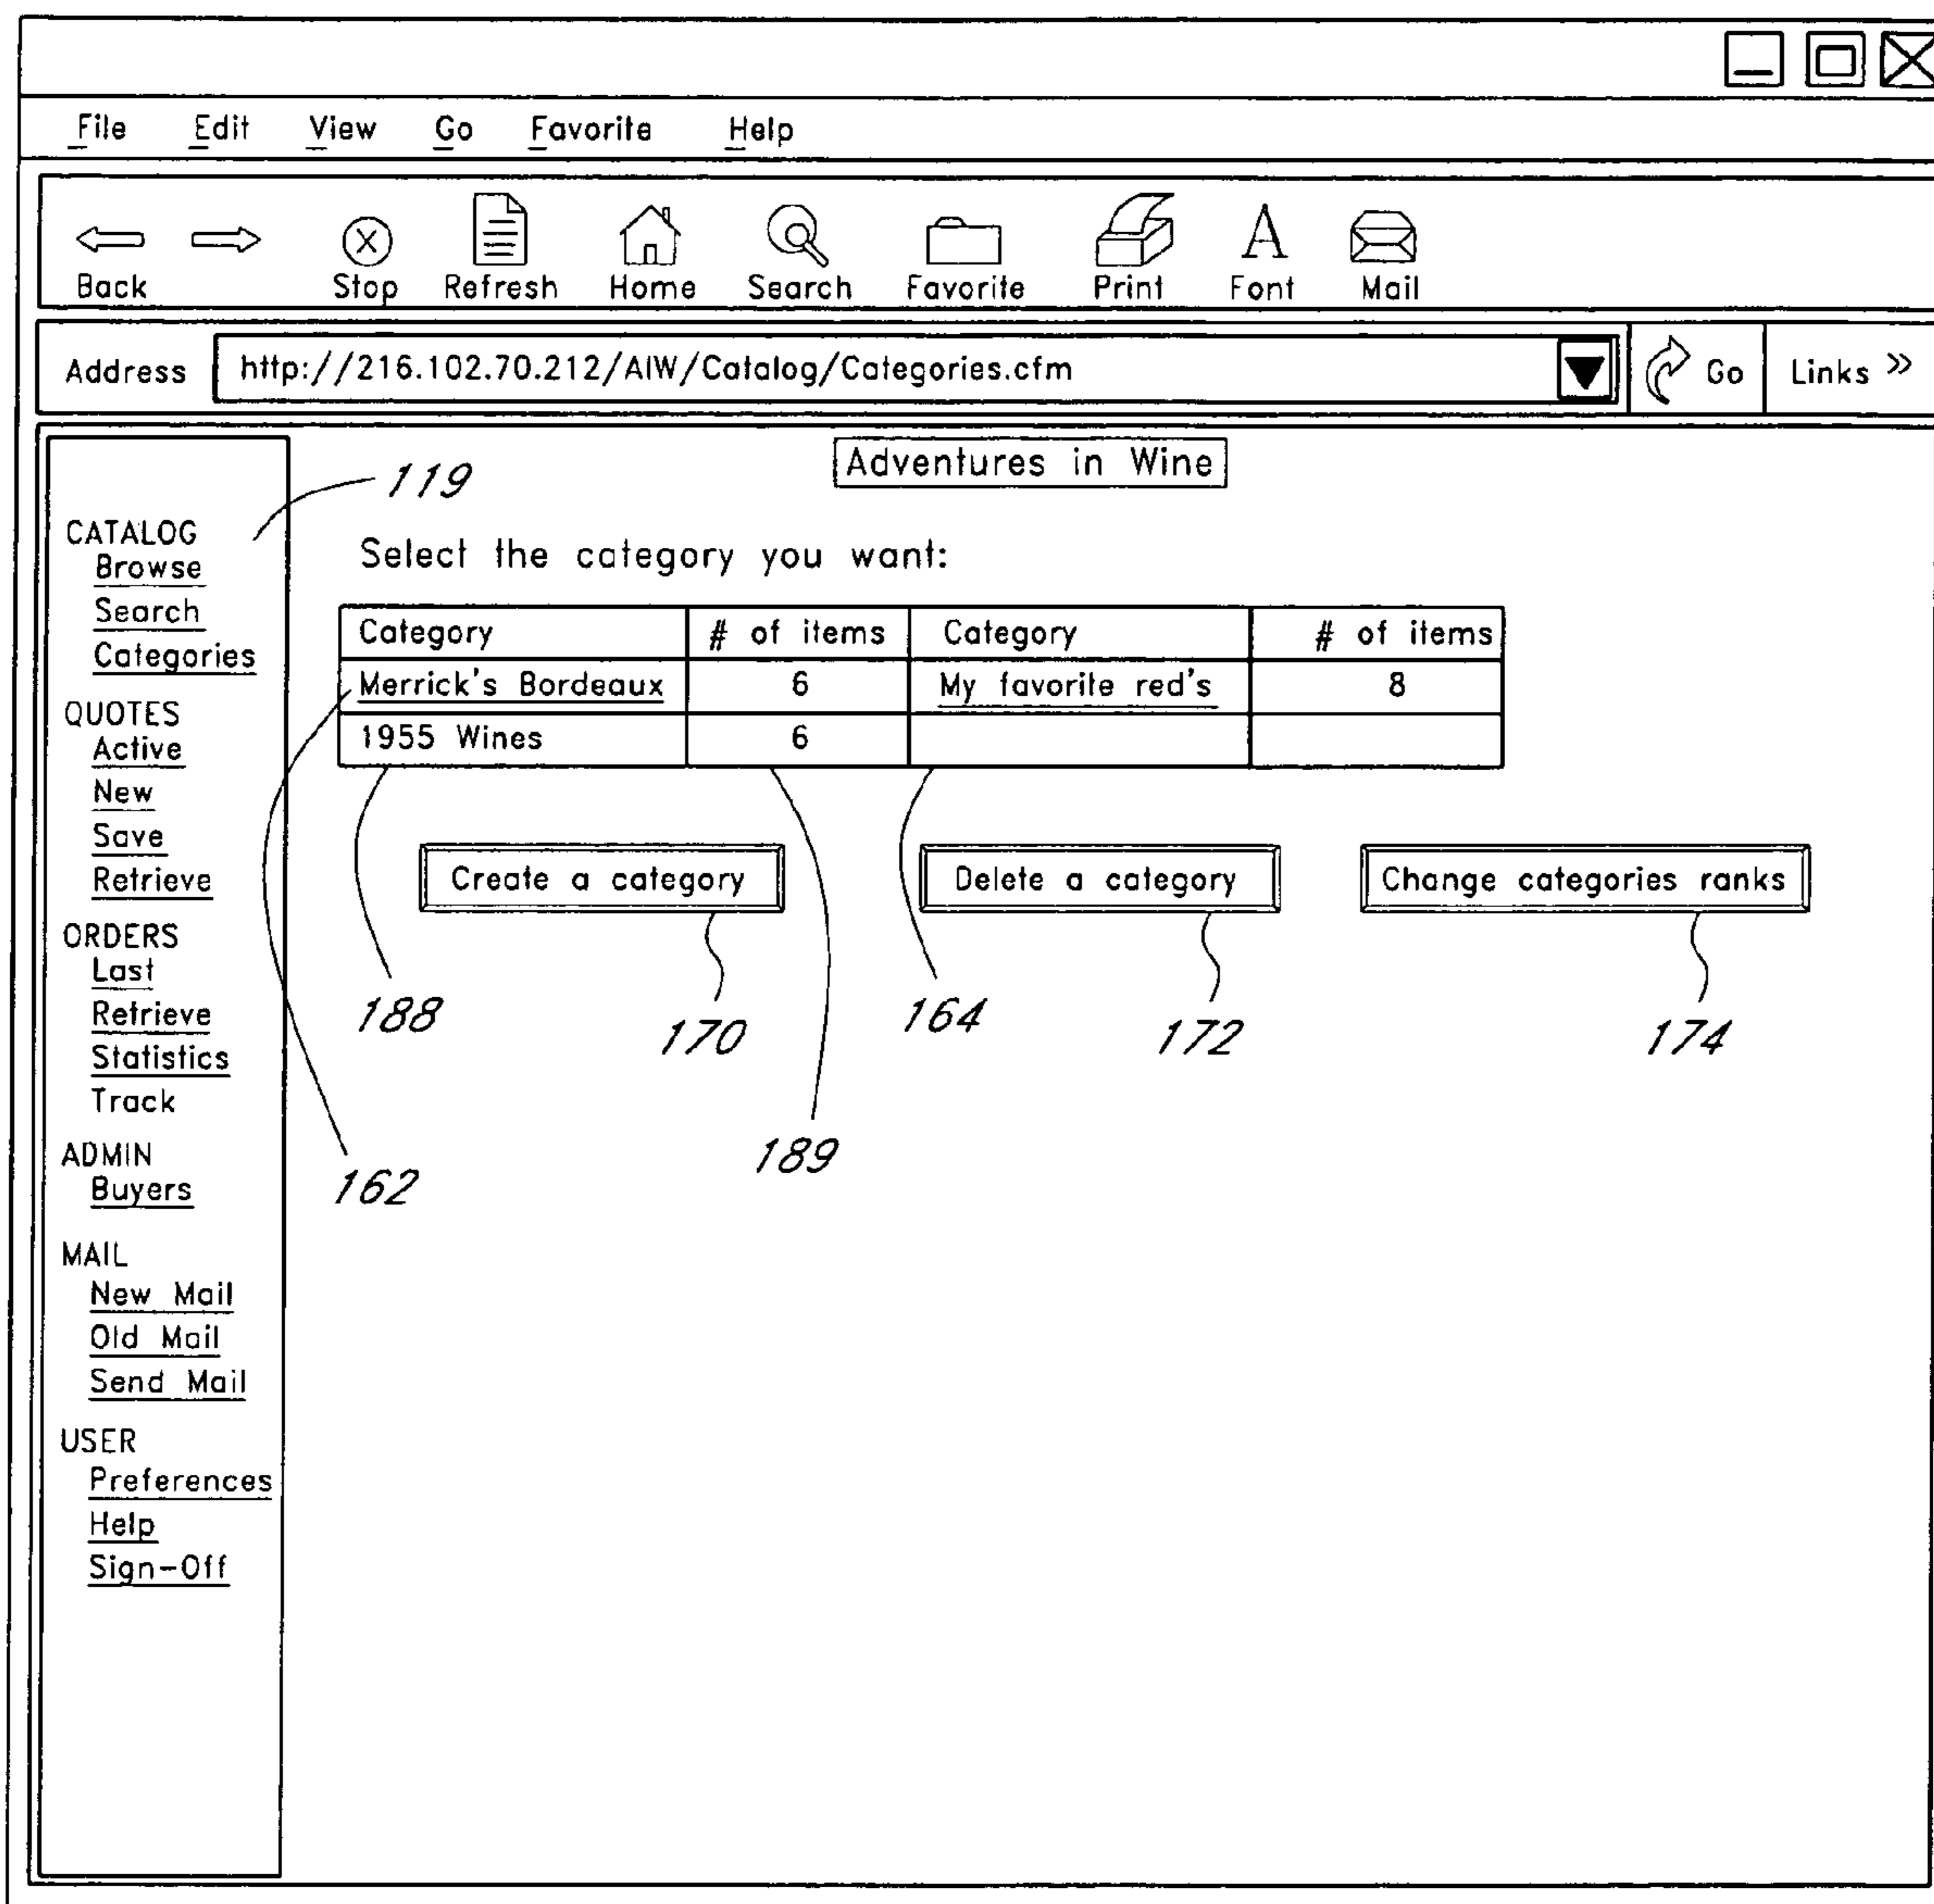 File Edit View Go Favorite Help
Back Stop Refresh Home Search Favorite Print Font Mail
A
Address http://216.102.70.212/AIW/Catalog/Categories.cfm Go Links »
Adventures in Wine
119
CATALOG
Browse
Search
Categories
QUOTES
Active
New
Save
Retrieve
ORDERS
Last
Retrieve
Statistics
Track
ADMIN
Buyers
MAIL
New Mail
Old Mail
Send Mail
USER
Preferences
Help
Sign-Off
Select the category you want:
Category # of items Category # of items
Merrick's Bordeaux 6 My favorite red's 8
1955 Wines 6
Create a category Delete a category Change categories ranks
188 170 164 172 174
162 189